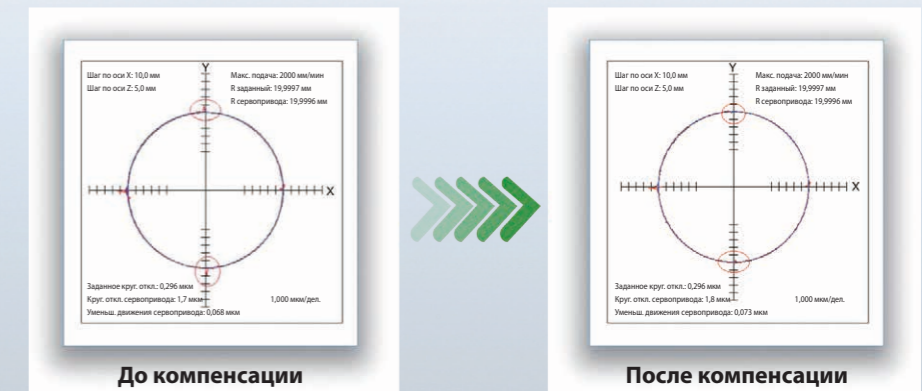 Y
Шаг по оси X: 10,0 мм
Макс. подача: 2000 мм/мин
Шаг по оси Z: 5,0 мм
R заданный: 19,9997 мм
R сервопривода: 19,9996 мм
X
Заданное круг. откл.: 0,296 мкм
Круг. откл. сервопривода: 1,7 мкм
1,000 мкм/дел.
Уменьш. движения сервопривода: 0,068 мкм
До компенсации
Y
Шаг по оси X: 10,0 мм
Макс. подача: 2000 мм/мин
Шаг по оси Z: 5,0 мм
R заданный: 19,9997 мм
R сервопривода: 19,9996 мм
X
Заданное круг. откл.: 0,296 мкм
Круг. откл. сервопривода: 1,8 мкм
1,000 мкм/дел.
Уменьш. движения сервопривода: 0,073 мкм
После компенсации